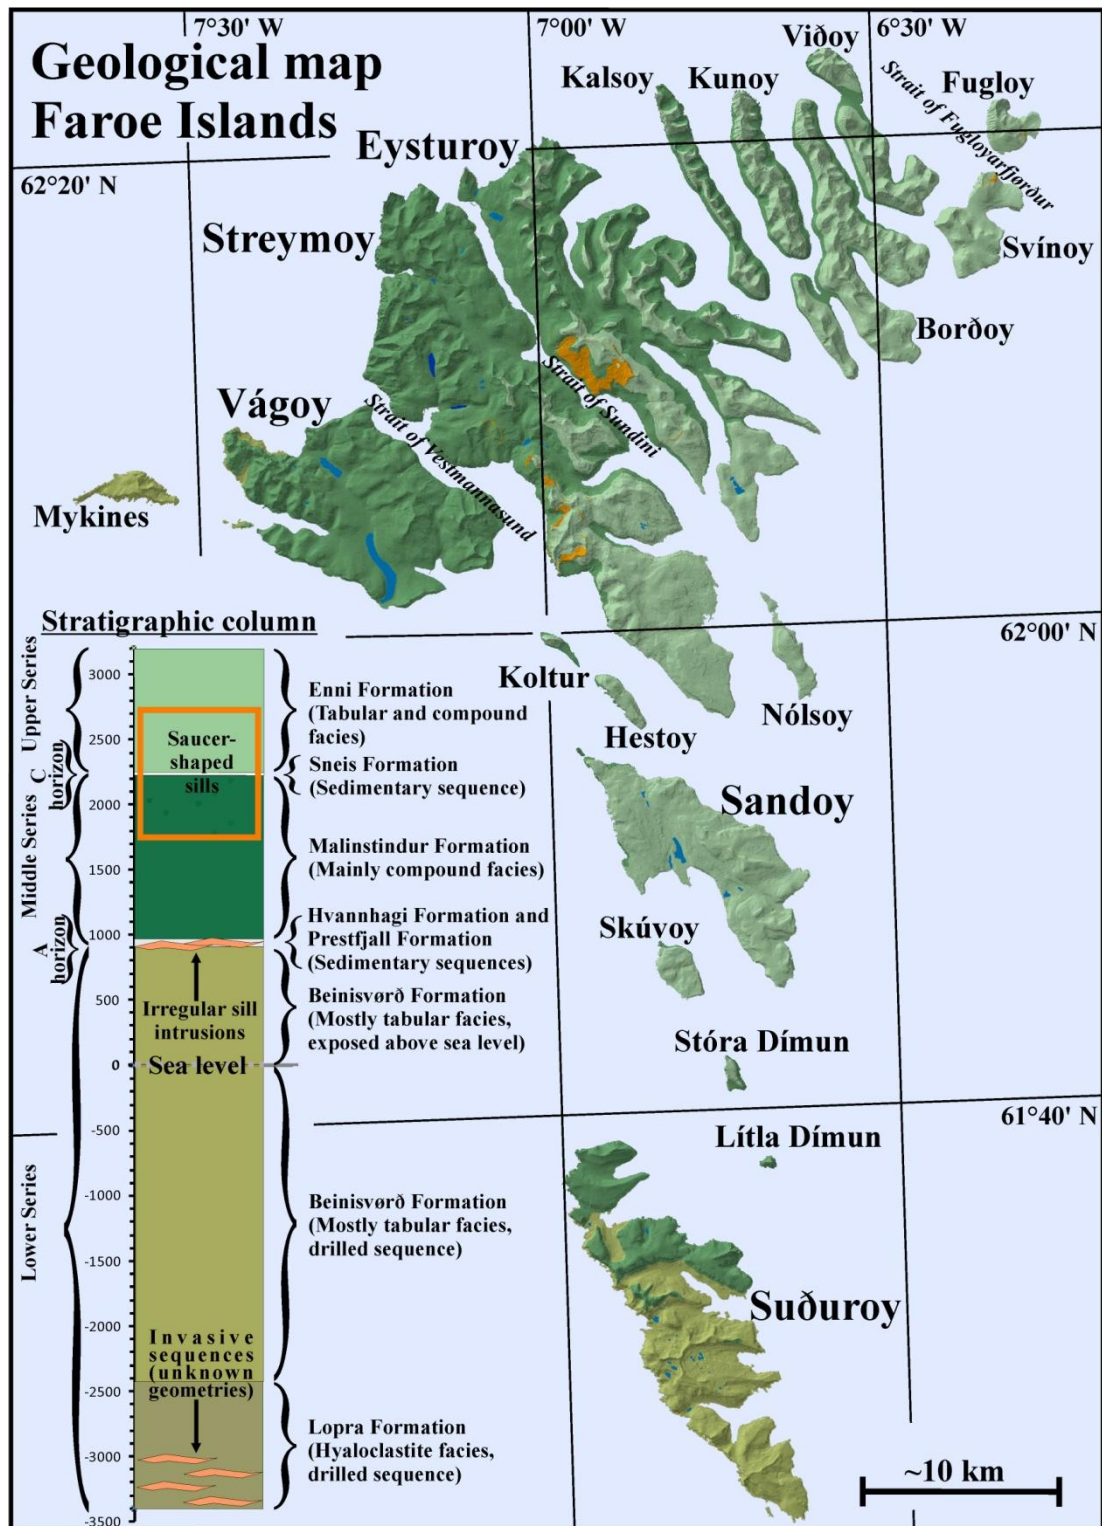 7°30' W
7°00' W
6°30' W
Geological map
Faroe Islands
Viðoy
Kalsoy
Kunoy
Fugloy
Strait of Fugloyarfjørður
Eysturoy
62°20' N
Streymoy
Svínoy
Borðoy
Vágoy
Strait of Sundini
Strait of Vestmannasund
Mykines
Stratigraphic column
62°00' N
Koltur
Nólsoy
Hestoy
Sandoy
Skúvoy
Stóra Dímun
61°40' N
Lítla Dímun
Suðuroy
~10 km
Upper Series
C
horizon
Middle Series
A
horizon
Lower Series
3000
2500
2000
1500
1000
500
0
-500
-1000
-1500
-2000
-2500
-3000
-3500
Saucer-
shaped
sills
Irregular sill
intrusions
Sea level
Invasive
sequences
(unknown
geometries)
Enni Formation
(Tabular and compound
facies)
Sneis Formation
(Sedimentary sequence)
Malinstindur Formation
(Mainly compound facies)
Hvannhagi Formation and
Prestfjall Formation
(Sedimentary sequences)
Beinisvørð Formation
(Mostly tabular facies,
exposed above sea level)
Beinisvørð Formation
(Mostly tabular facies,
drilled sequence)
Lopra Formation
(Hyaloclastite facies,
drilled sequence)